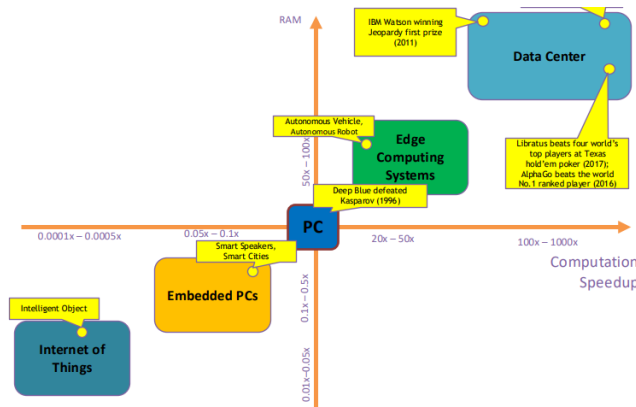 RAM
IBM Watson winning
Jeopardy first prize
(2011)
Data Center
Autonomous Vehicle,
Autonomous Robot
Edge
Computing
Systems
50x – 100x
Libratus beats four world's
top players at Texas
hold'em poker (2017);
AlphaGo beats the world
No.1 ranked player (2016)
Deep Blue defeated
Kasparov (1996)
PC
0.0001x – 0.0005x
0.05x – 0.1x
20x – 50x
100x – 1000x
Computation
Speedup
Smart Speakers,
Smart Cities
Embedded PCs
0.1x – 0.5x
Intelligent Object
Internet of
Things
0.01x–0.05x